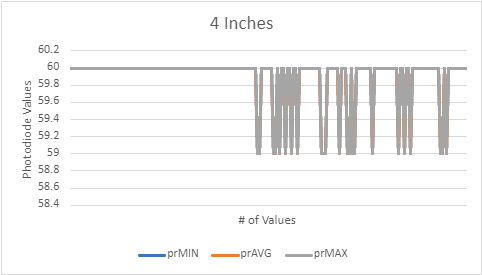 4 Inches
60.2
60
59.8
59.6
59.4
59.2
59
58.8
58.6
58.4
Photodiode Values
# of Values
prMIN prAVG prMAX